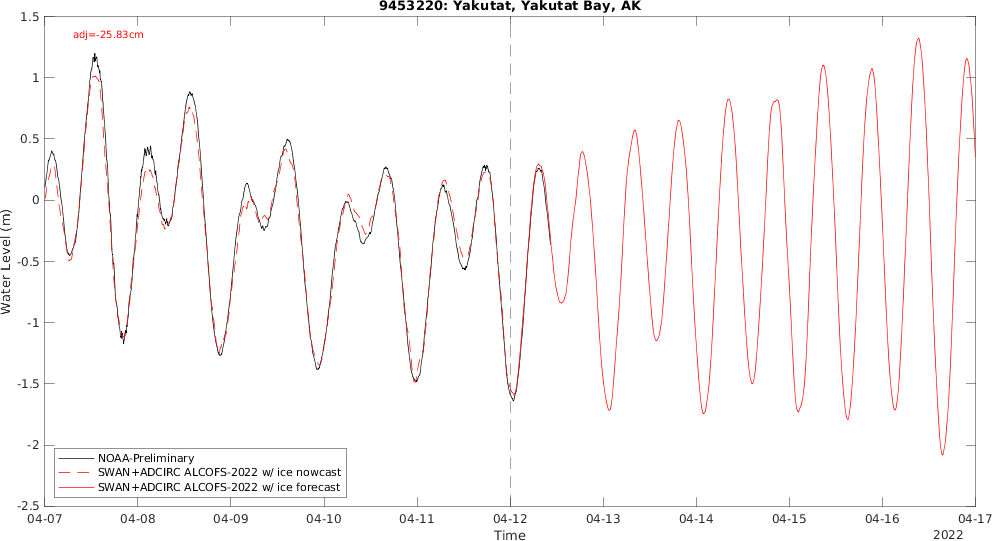 9453220: Yakutat, Yakutat Bay, AK
adj=-25.83cm
1.5
1
0.5
0
-0.5
-1
-1.5
-2
-2.5
Water Level (m)
NOAA-Preliminary
SWAN+ADCIRC ALCOFS-2022 w/ ice nowcast
SWAN+ADCIRC ALCOFS-2022 w/ ice forecast
04-07 04-08 04-09 04-10 04-11 04-12 04-13 04-14 04-15 04-16 04-17
Time
2022